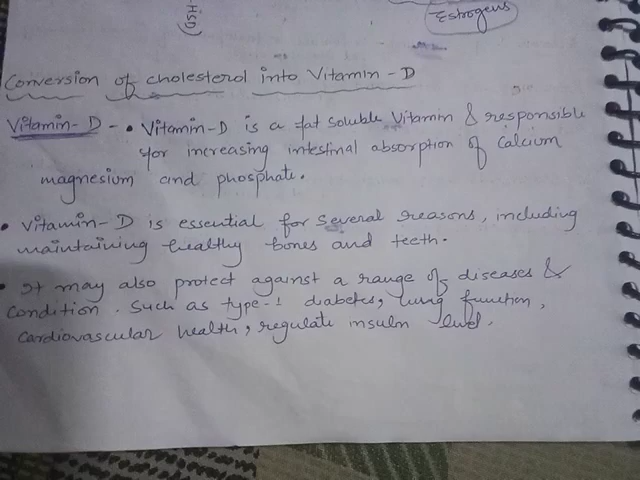 -HSD)
Estrogens
Conversion of cholesterol into Vitamin-D
Vitamin-D - • Vitamin-D is a fat soluble Vitamin & responsible
for increasing intestinal absorption of calcium
magnesium and phosphate.
• Vitamin-D is essential for several reasons, including
maintaining healthy bones and teeth.
• It may also protect against a range of diseases &
condition. Such as type-1 diabetes, lung function,
cardiovascular health, regulate insulin level.